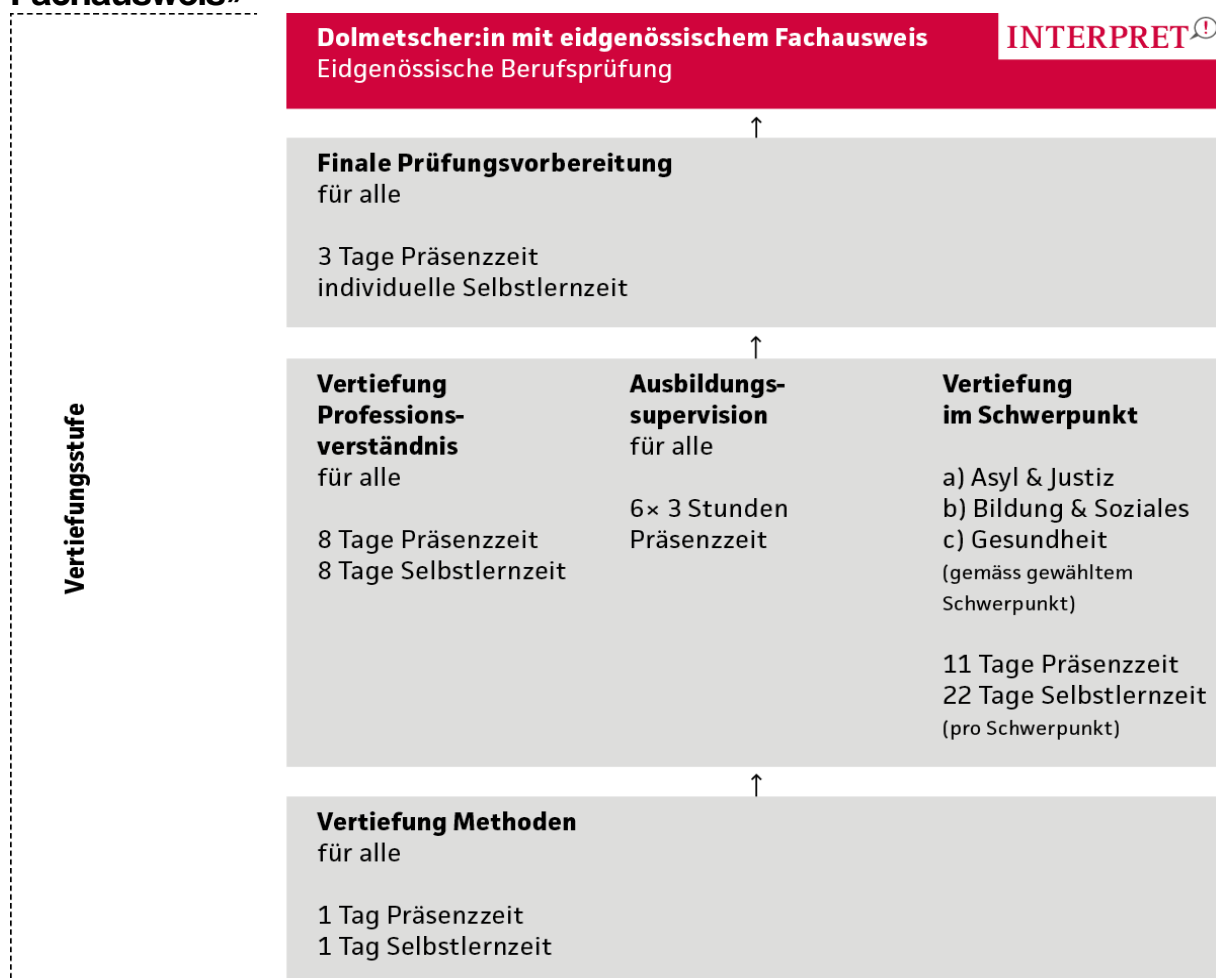 Fachausweis»
Dolmetscher:in mit eidgenössischem Fachausweis
Eidgenössische Berufsprüfung
INTERPRET!
↑
Finale Prüfungsvorbereitung
für alle
3 Tage Präsenzzeit
individuelle Selbstlernzeit
↑
Vertiefungsstufe
Vertiefung
Professions-
verständnis
für alle
8 Tage Präsenzzeit
8 Tage Selbstlernzeit
Ausbildungs-
supervision
für alle
6× 3 Stunden
Präsenzzeit
Vertiefung
im Schwerpunkt
a) Asyl & Justiz
b) Bildung & Soziales
c) Gesundheit
(gemäss gewähltem
Schwerpunkt)
11 Tage Präsenzzeit
22 Tage Selbstlernzeit
(pro Schwerpunkt)
↑
Vertiefung Methoden
für alle
1 Tag Präsenzzeit
1 Tag Selbstlernzeit